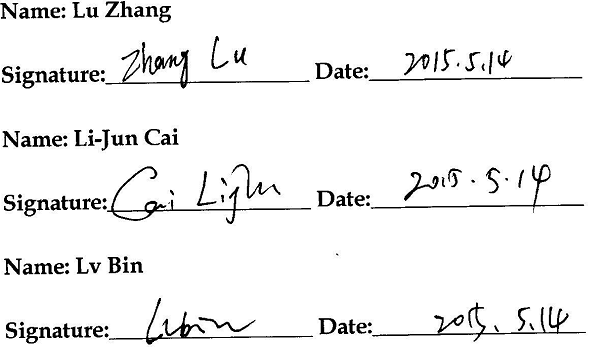 Name: Lu Zhang
Signature: Zhang Lu Date: 2015.5.14
Name: Li-Jun Cai
Signature: Cai Lijun Date: 2015.5.14
Name: Lv Bin
Signature: Lvbin Date: 2015.5.14